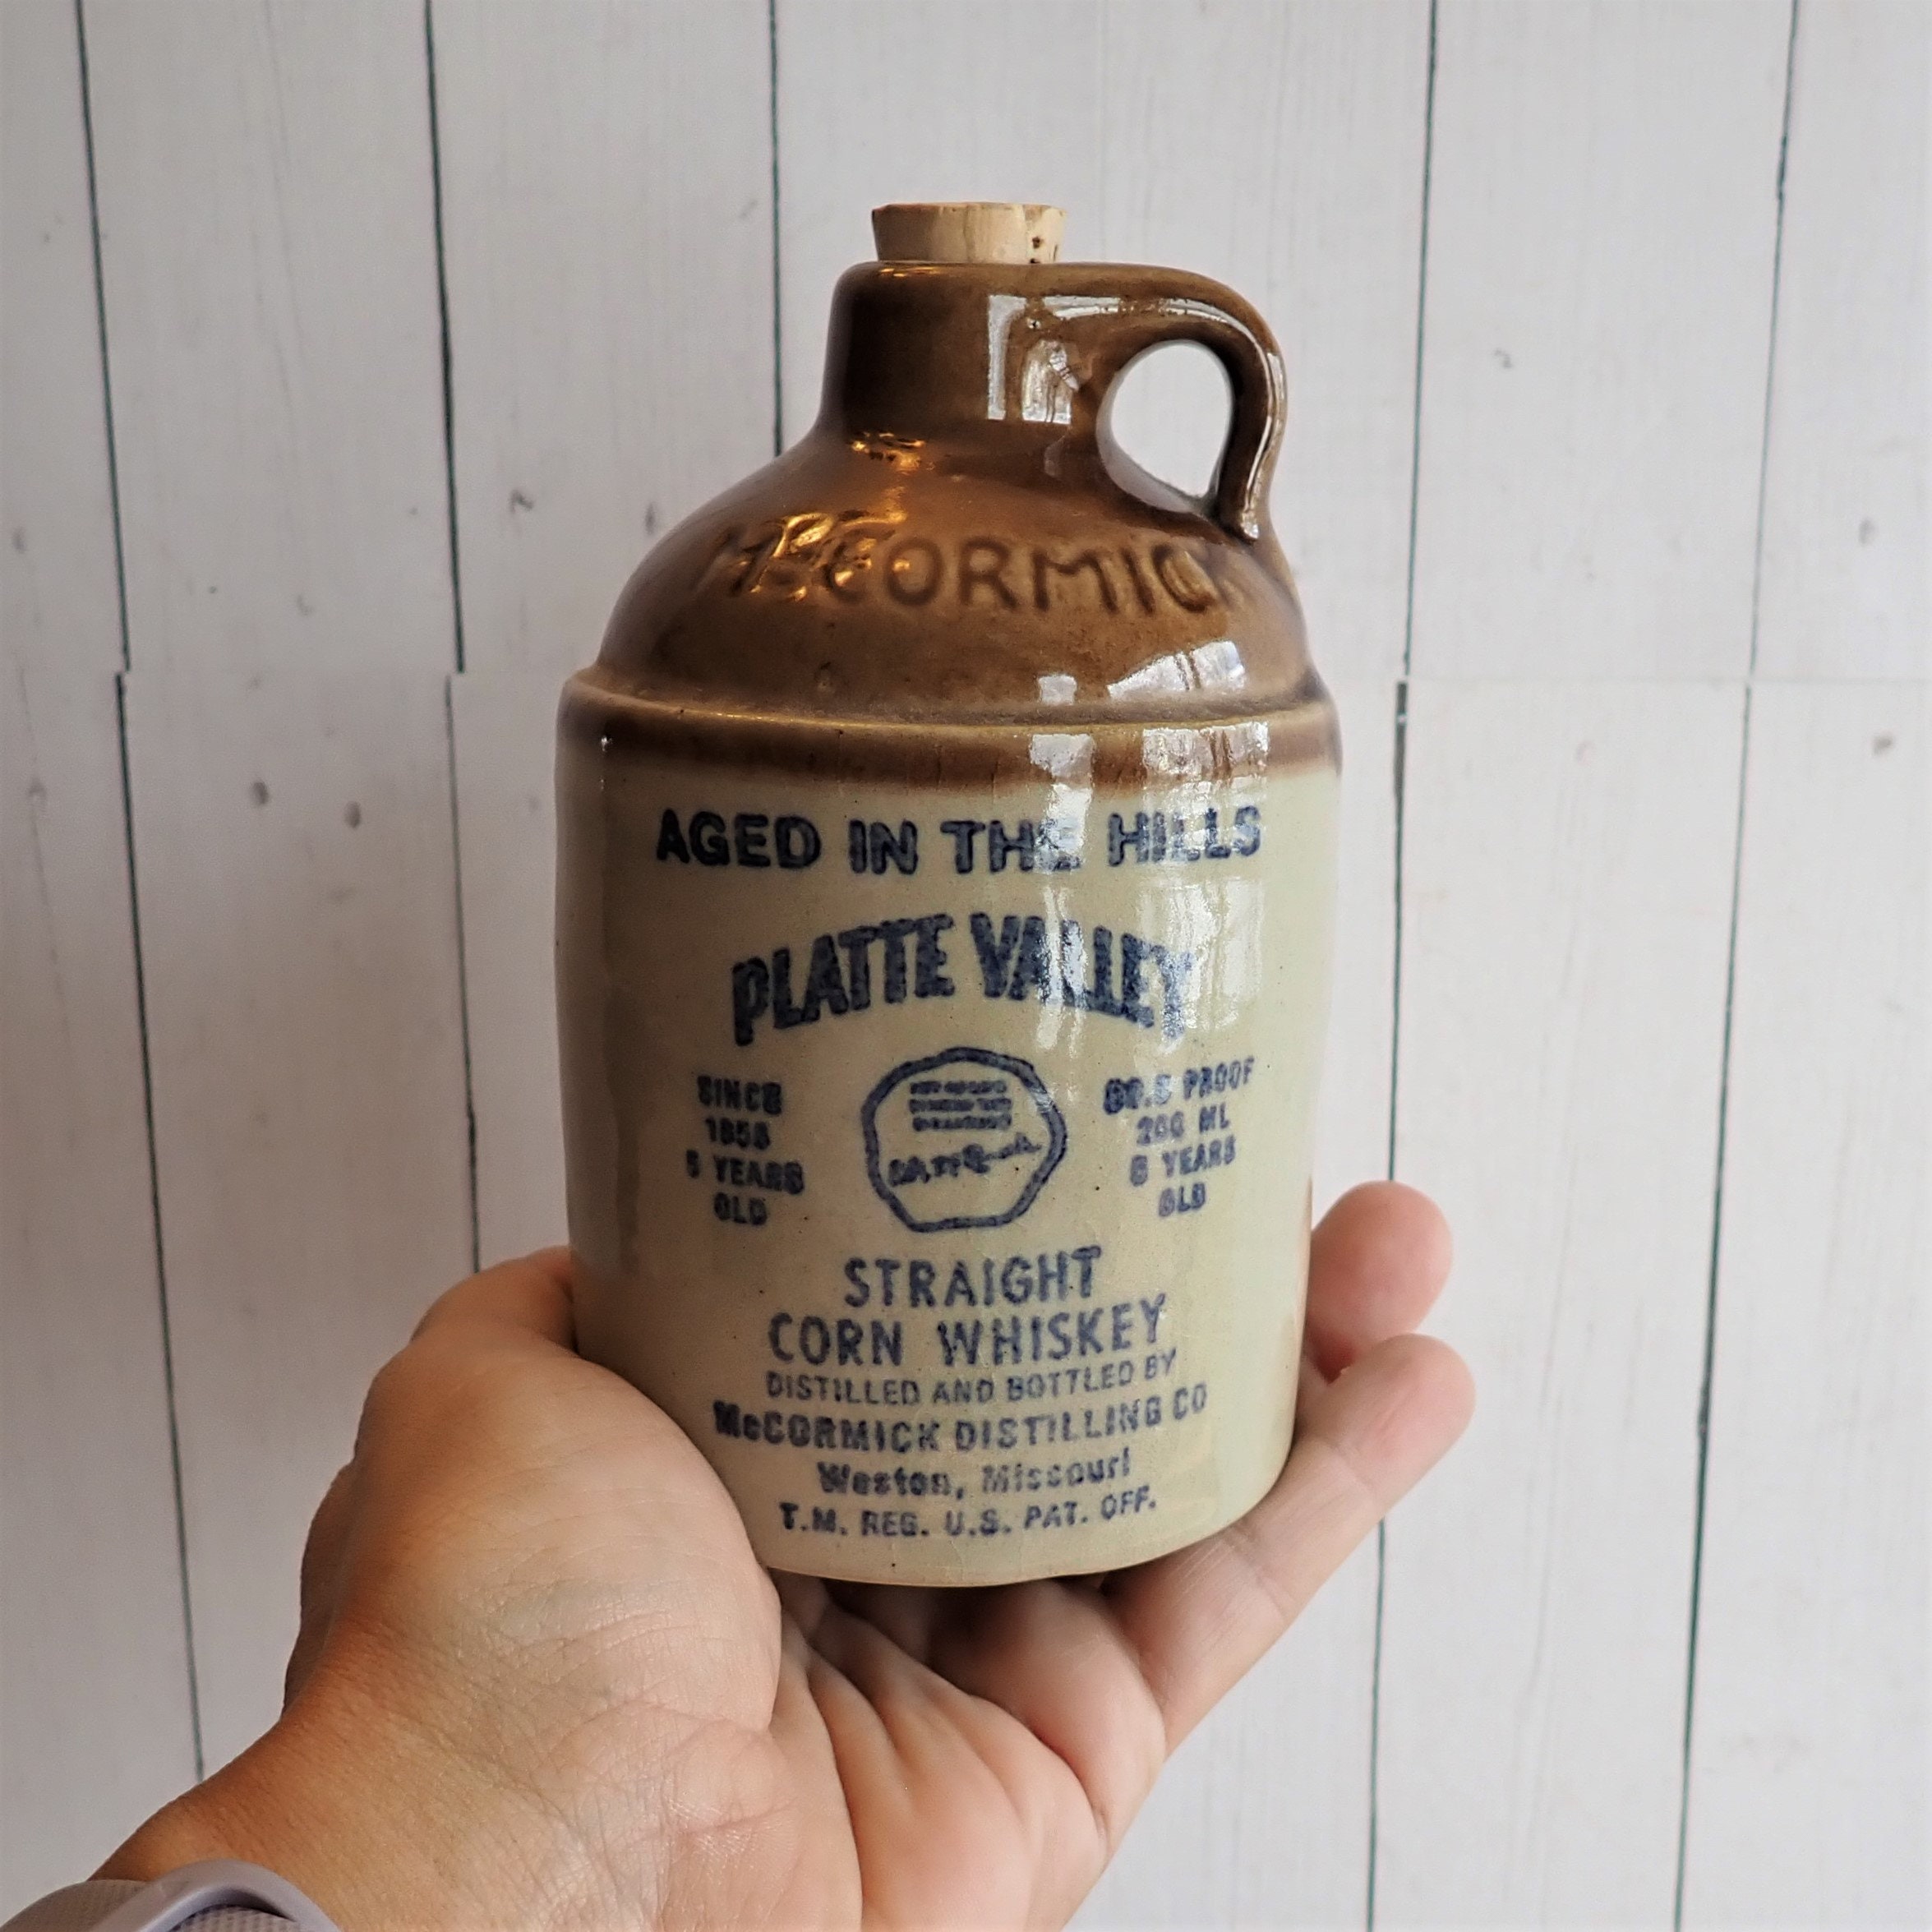 McCORMICK
AGED IN THE HILLS
PLATTE VALLEY
SINCE
1856
5 YEARS
OLD
PROOF
200 ML
5 YEARS
OLD
STRAIGHT
CORN WHISKEY
DISTILLED AND BOTTLED BY
McCORMICK DISTILLING CO
Weston, Missouri
T.M. REG. U.S. PAT. OFF.